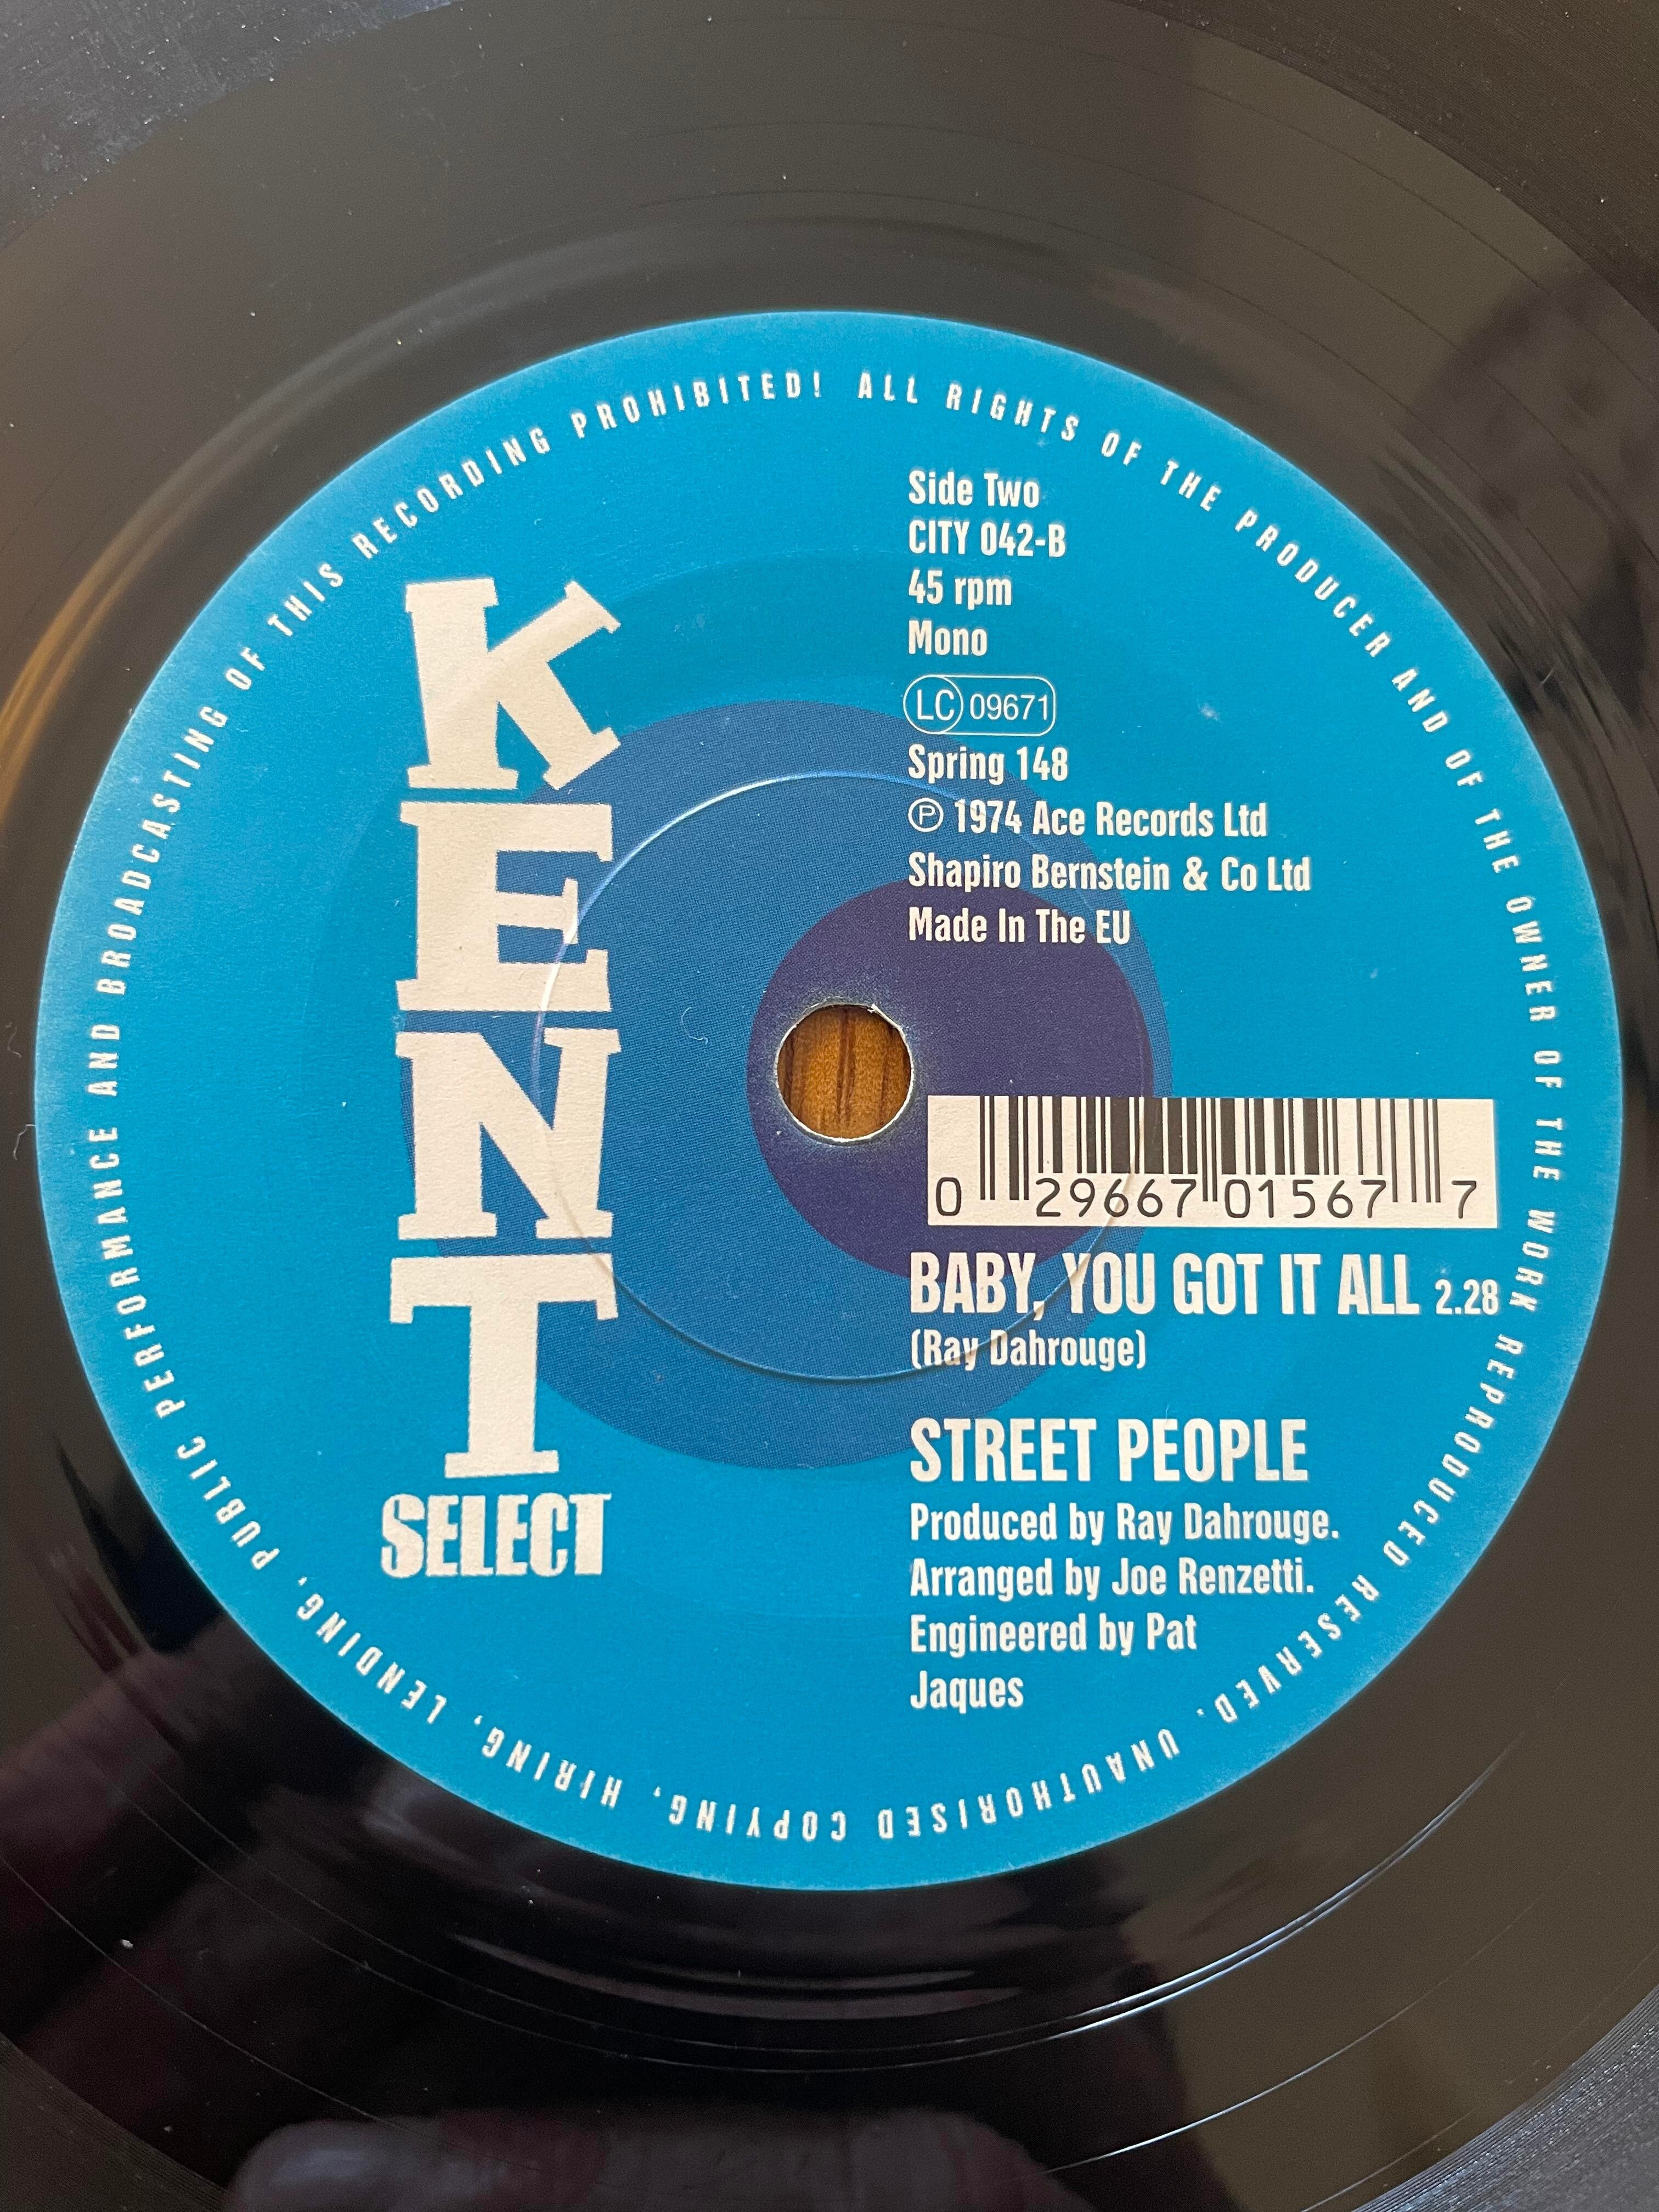 ALL RIGHTS OF THE PRODUCER AND OF THE OWNER OF THE WORK REPRODUCED RESERVED. UNAUTHORISED COPYING, HIRING, LENDING, PUBLIC PERFORMANCE AND BROADCASTING OF THIS RECORDING PROHIBITED!
KENT
SELECT
Side Two
CITY 042-B
45 rpm
Mono
LC 09671
Spring 148
Ⓟ 1974 Ace Records Ltd
Shapiro Bernstein & Co Ltd
Made In The EU
0 29667 01567 7
BABY, YOU GOT IT ALL 2.28
(Ray Dahrouge)
STREET PEOPLE
Produced by Ray Dahrouge.
Arranged by Joe Renzetti.
Engineered by Pat
Jaques